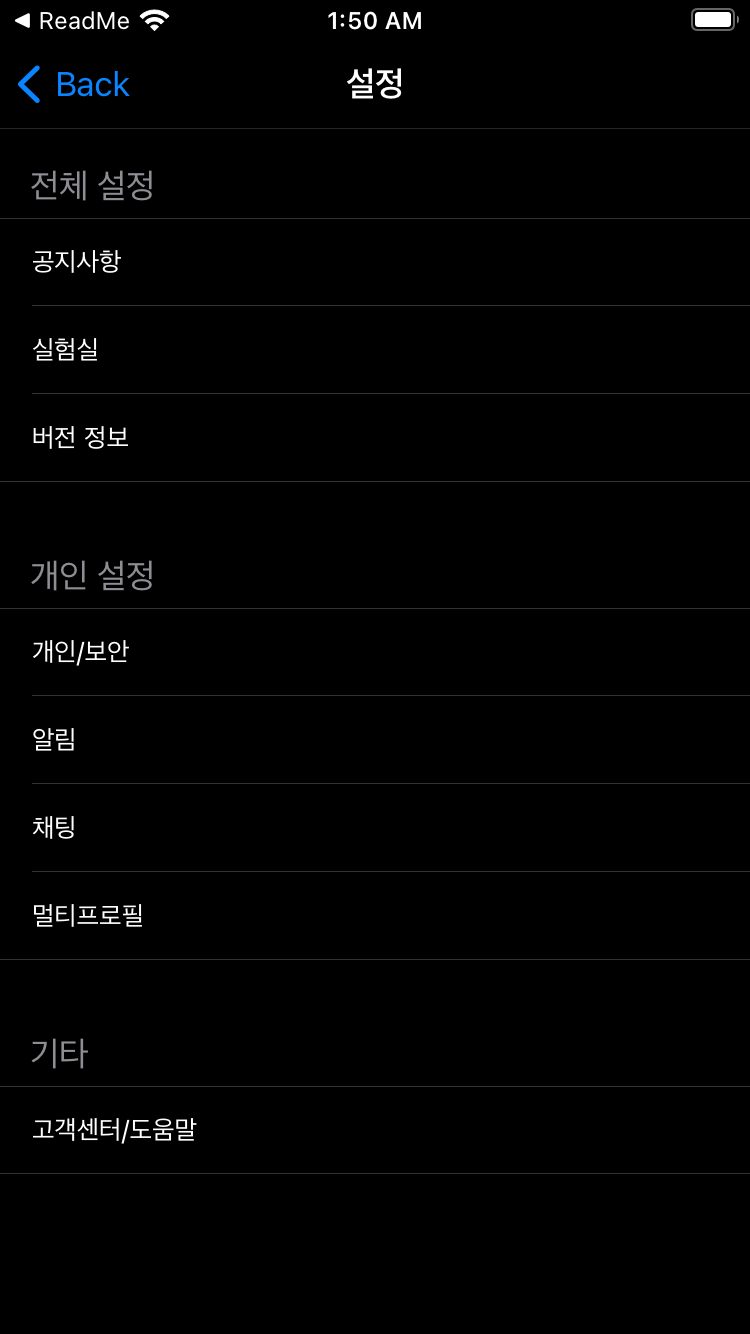 ReadMe 1:50 AM
Back 설정
전체 설정
공지사항
실험실
버전 정보
개인 설정
개인/보안
알림
채팅
멀티프로필
기타
고객센터/도움말